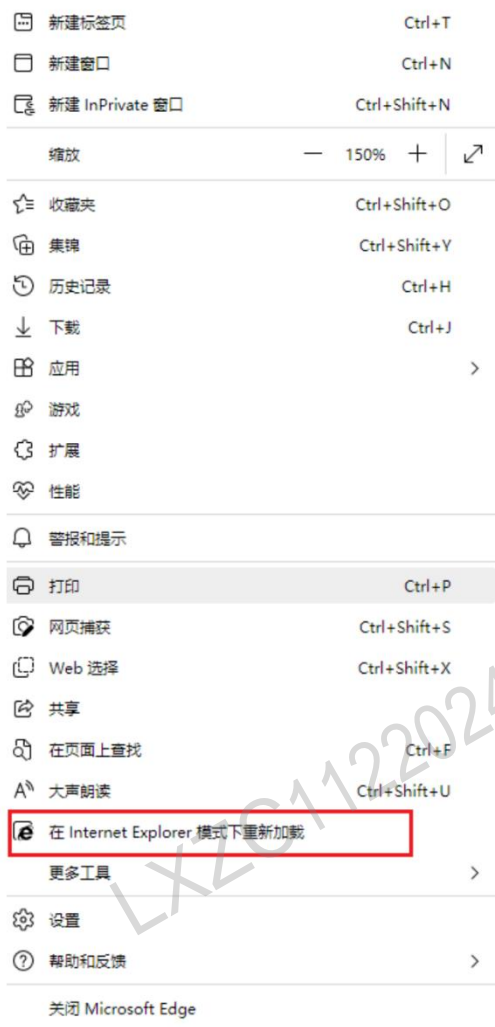 新建标签页 Ctrl+T
新建窗口 Ctrl+N
新建 InPrivate 窗口 Ctrl+Shift+N
缩放 — 150% +
收藏夹 Ctrl+Shift+O
集锦 Ctrl+Shift+Y
历史记录 Ctrl+H
下载 Ctrl+J
应用
游戏
扩展
性能
警报和提示
打印 Ctrl+P
网页捕获 Ctrl+Shift+S
Web 选择 Ctrl+Shift+X
共享
在页面上查找 Ctrl+F
大声朗读 Ctrl+Shift+U
在 Internet Explorer 模式下重新加载
更多工具
设置
帮助和反馈
关闭 Microsoft Edge
LXZC1122024